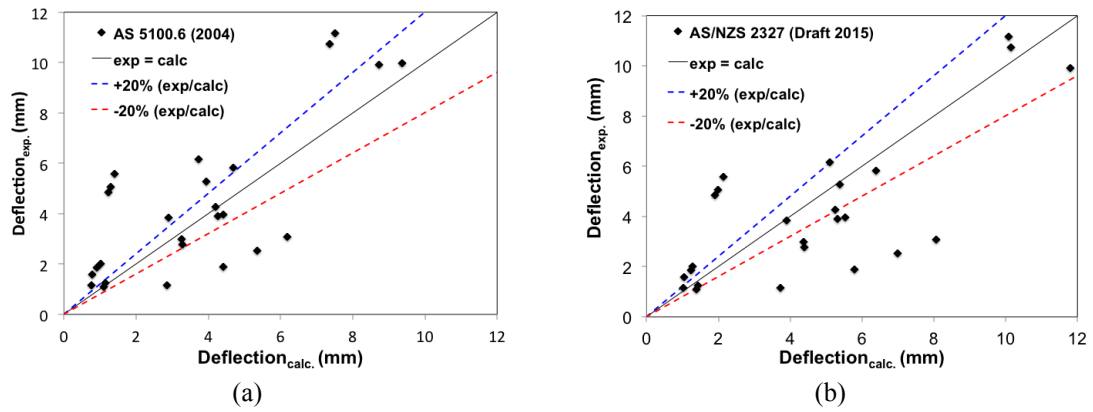 12
10
8
6
4
2
0
0 2 4 6 8 10 12
Deflection exp. (mm)
Deflection calc. (mm)
AS 5100.6 (2004)
exp = calc
+20% (exp/calc)
-20% (exp/calc)
(a)
12
10
8
6
4
2
0
0 2 4 6 8 10 12
Deflection exp. (mm)
Deflection calc. (mm)
AS/NZS 2327 (Draft 2015)
exp = calc
+20% (exp/calc)
-20% (exp/calc)
(b)